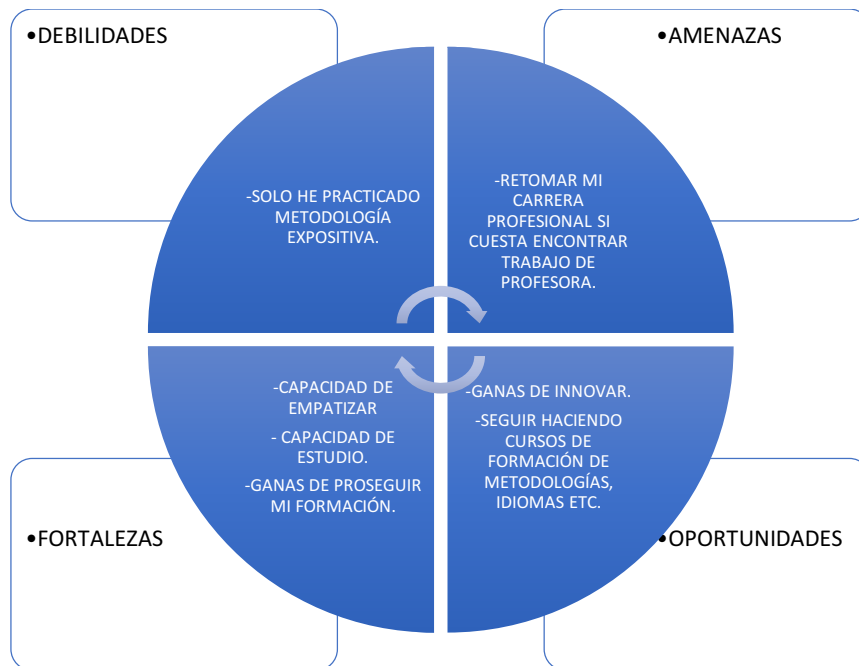 •DEBILIDADES
•AMENAZAS
-SOLO HE PRACTICADO
METODOLOGÍA
EXPOSITIVA.
-RETOMAR MI
CARRERA
PROFESIONAL SI
CUESTA ENCONTRAR
TRABAJO DE
PROFESORA.
-CAPACIDAD DE
EMPATIZAR
- CAPACIDAD DE
ESTUDIO.
-GANAS DE PROSEGUIR
MI FORMACIÓN.
-GANAS DE INNOVAR.
-SEGUIR HACIENDO
CURSOS DE
FORMACIÓN DE
METODOLOGÍAS,
IDIOMAS ETC.
•FORTALEZAS
•OPORTUNIDADES